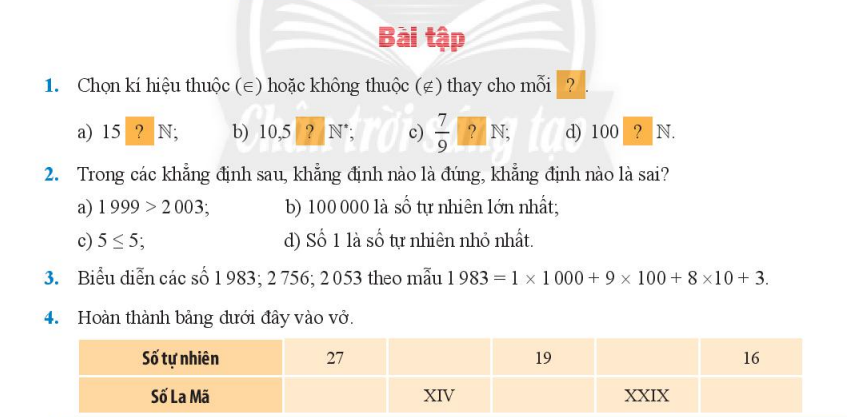 Bài tập
1. Chọn kí hiệu thuộc (∈) hoặc không thuộc (∉) thay cho mỗi ?.
a) 15 ? ℕ; b) 10,5 ? ℕ*; c) 7/9 ? ℕ; d) 100 ? ℕ.
2. Trong các khẳng định sau, khẳng định nào là đúng, khẳng định nào là sai?
a) 1 999 > 2 003; b) 100 000 là số tự nhiên lớn nhất;
c) 5 ≤ 5; d) Số 1 là số tự nhiên nhỏ nhất.
3. Biểu diễn các số 1 983; 2 756; 2 053 theo mẫu 1 983 = 1 × 1 000 + 9 × 100 + 8 ×10 + 3.
4. Hoàn thành bảng dưới đây vào vở.
Số tự nhiên 27 19 16
Số La Mã XIV XXIX
Chân trời sáng tạo